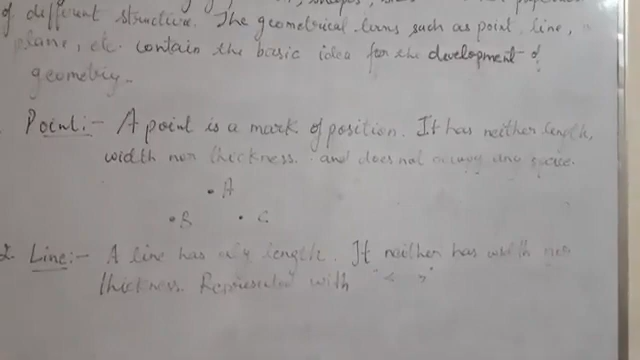 of different structure. The geometrical terms such as point, line,
plane, etc. contain the basic idea for the development of
geometry.
Point:- A point is a mark of position. It has neither length,
width nor thickness. and does not occupy any space.
• A
• B • C
2. Line:- A line has only length. It neither has width nor
thickness. Represented with " <   > "